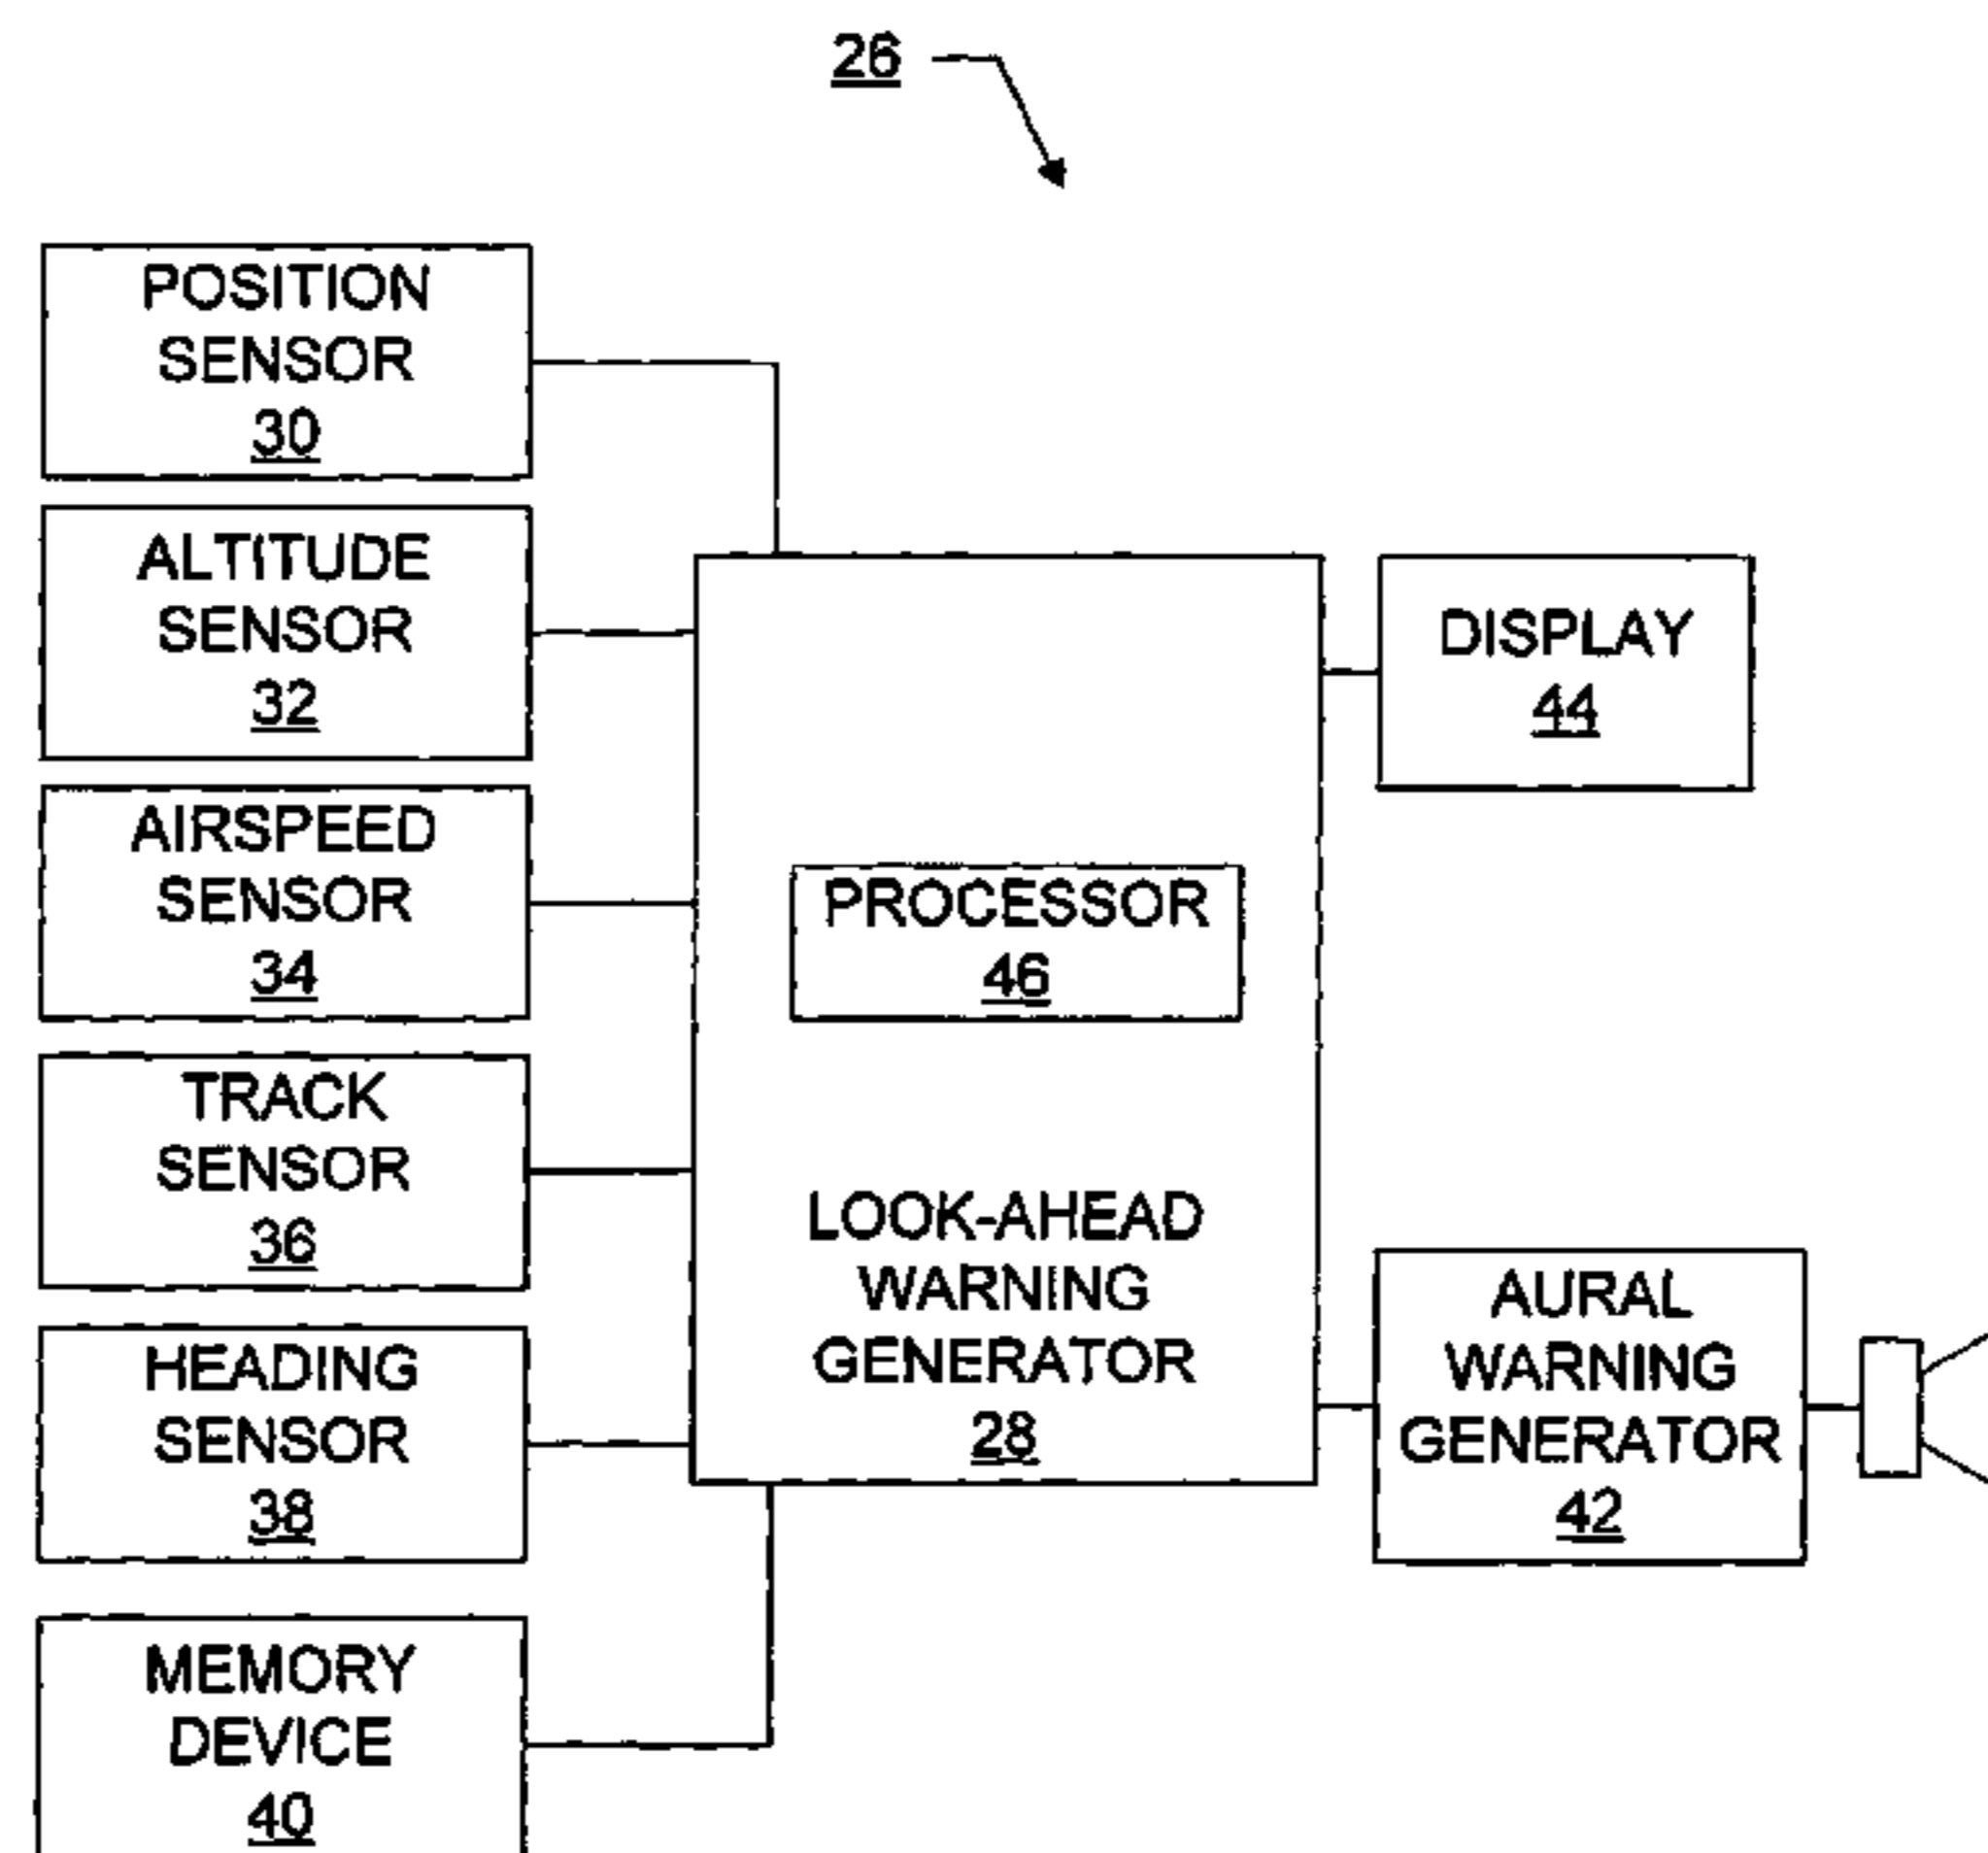 26
POSITION
SENSOR
30
ALTITUDE
SENSOR
32
AIRSPEED
SENSOR
34
TRACK
SENSOR
36
HEADING
SENSOR
38
MEMORY
DEVICE
40
PROCESSOR
46
LOOK-AHEAD
WARNING
GENERATOR
28
DISPLAY
44
AURAL
WARNING
GENERATOR
42